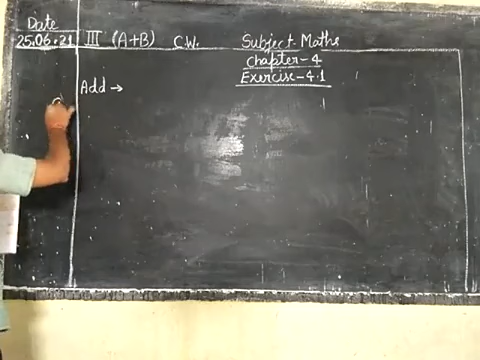 Date
25.06.21 III (A+B) C.W. Subject-Maths
Chapter-4
Exercise-4.1
Add →